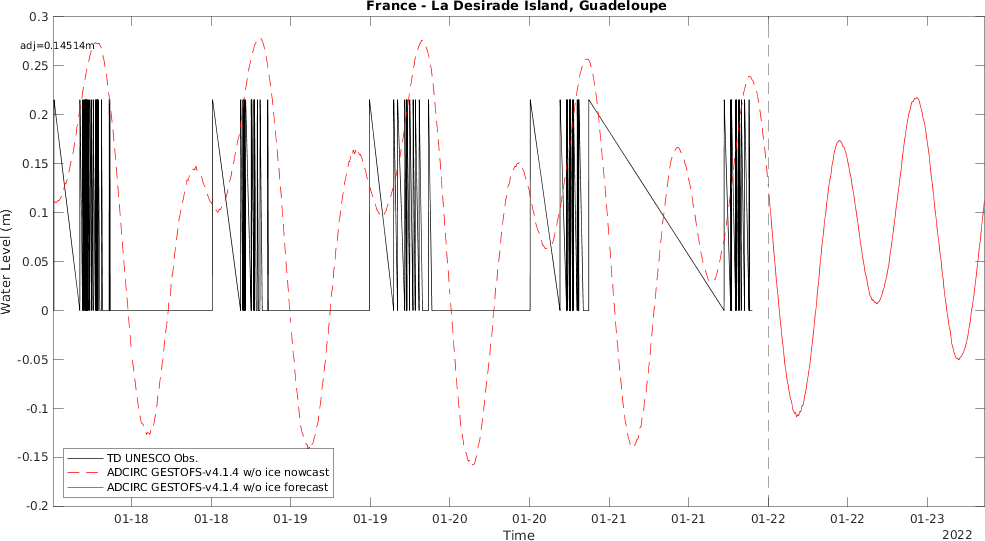 France - La Desirade Island, Guadeloupe
adj=0.14514m
Water Level (m)
0.3
0.25
0.2
0.15
0.1
0.05
0
-0.05
-0.1
-0.15
-0.2
TD UNESCO Obs.
ADCIRC GESTOFS-v4.1.4 w/o ice nowcast
ADCIRC GESTOFS-v4.1.4 w/o ice forecast
01-18 01-18 01-19 01-19 01-20 01-20 01-21 01-21 01-22 01-22 01-23
Time
2022